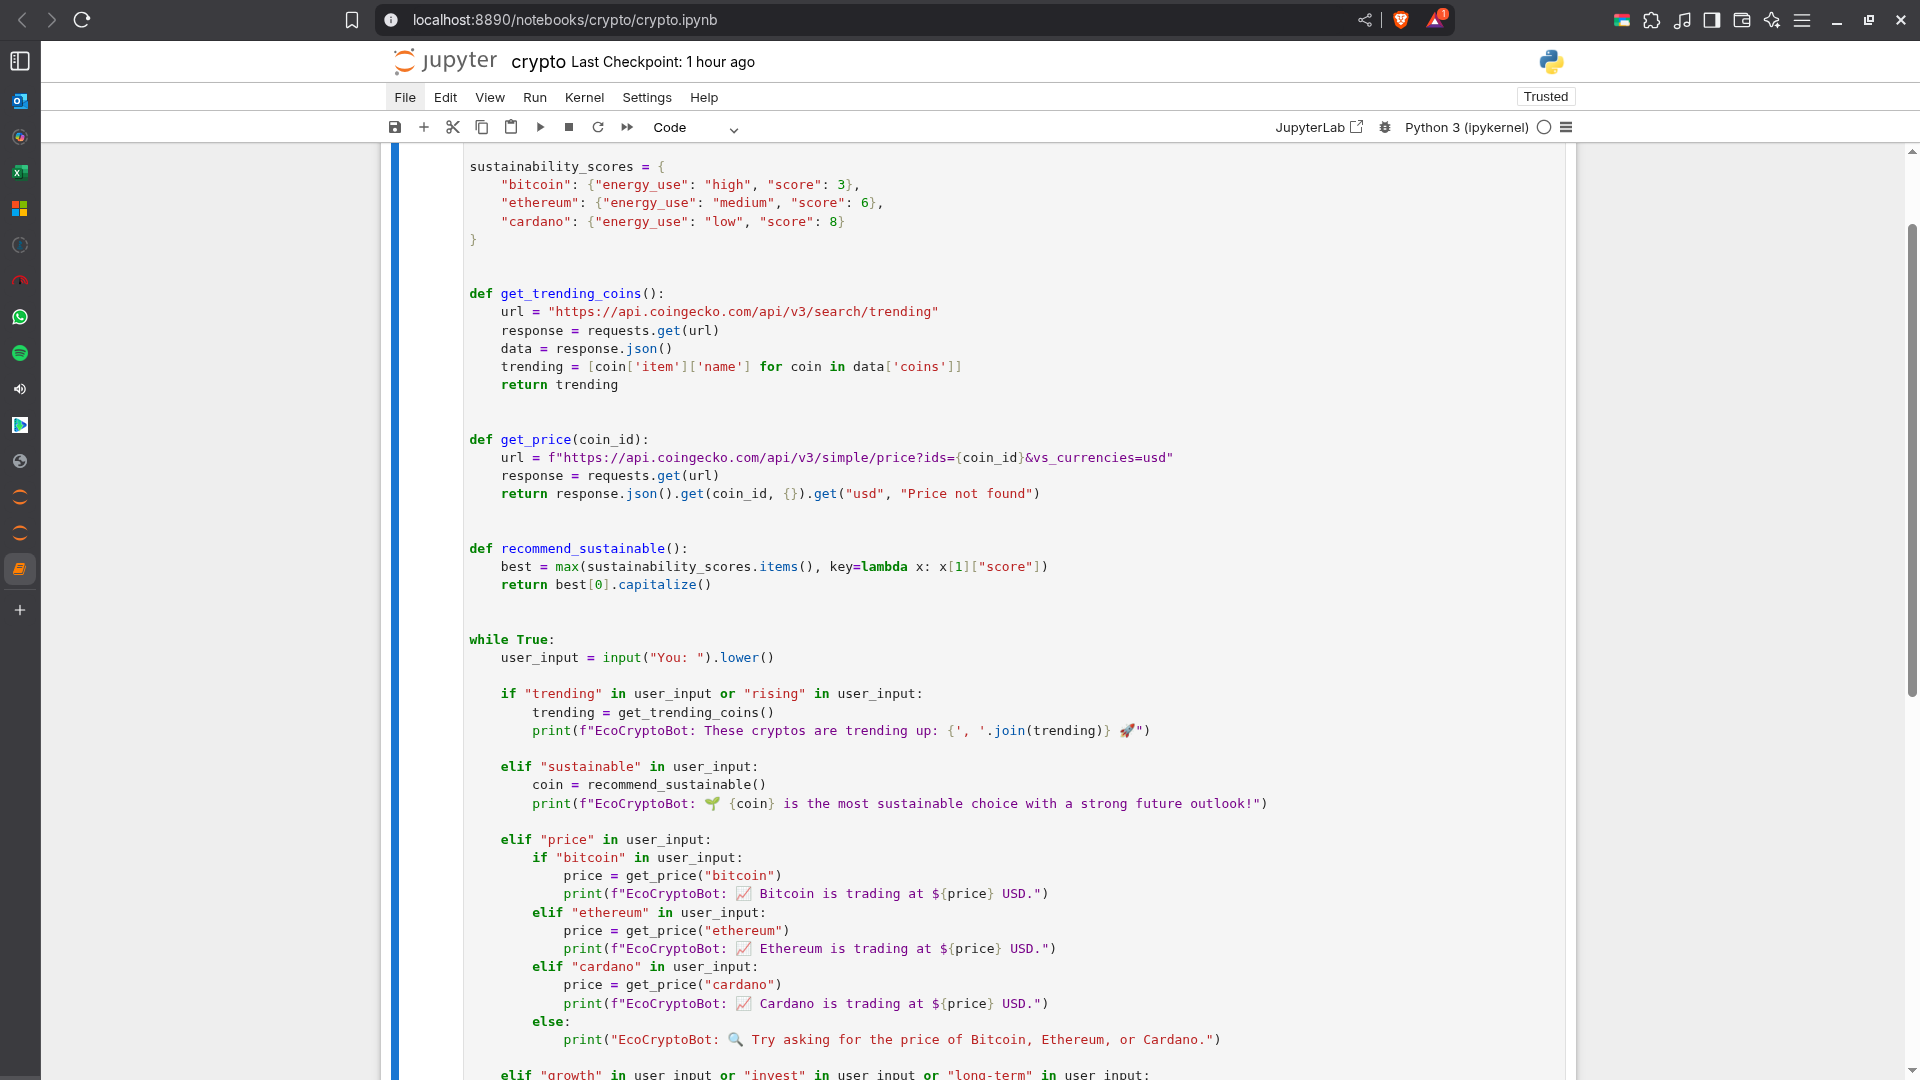 localhost:8890/notebooks/crypto/crypto.ipynb
1
jupyter crypto Last Checkpoint: 1 hour ago
File Edit View Run Kernel Settings Help
Trusted
Code
JupyterLab
Python 3 (ipykernel)
sustainability_scores = {
    "bitcoin": {"energy_use": "high", "score": 3},
    "ethereum": {"energy_use": "medium", "score": 6},
    "cardano": {"energy_use": "low", "score": 8}
}
def get_trending_coins():
    url = "https://api.coingecko.com/api/v3/search/trending"
    response = requests.get(url)
    data = response.json()
    trending = [coin['item']['name'] for coin in data['coins']]
    return trending
def get_price(coin_id):
    url = f"https://api.coingecko.com/api/v3/simple/price?ids={coin_id}&vs_currencies=usd"
    response = requests.get(url)
    return response.json().get(coin_id, {}).get("usd", "Price not found")
def recommend_sustainable():
    best = max(sustainability_scores.items(), key=lambda x: x[1]["score"])
    return best[0].capitalize()
while True:
    user_input = input("You: ").lower()
    if "trending" in user_input or "rising" in user_input:
        trending = get_trending_coins()
        print(f"EcoCryptoBot: These cryptos are trending up: {', '.join(trending)} 🚀")
    elif "sustainable" in user_input:
        coin = recommend_sustainable()
        print(f"EcoCryptoBot: 🌱 {coin} is the most sustainable choice with a strong future outlook!")
    elif "price" in user_input:
        if "bitcoin" in user_input:
            price = get_price("bitcoin")
            print(f"EcoCryptoBot: 📈 Bitcoin is trading at ${price} USD.")
        elif "ethereum" in user_input:
            price = get_price("ethereum")
            print(f"EcoCryptoBot: 📈 Ethereum is trading at ${price} USD.")
        elif "cardano" in user_input:
            price = get_price("cardano")
            print(f"EcoCryptoBot: 📈 Cardano is trading at ${price} USD.")
        else:
            print("EcoCryptoBot: 🔍 Try asking for the price of Bitcoin, Ethereum, or Cardano.")
    elif "growth" in user_input or "invest" in user_input or "long-term" in user_input: